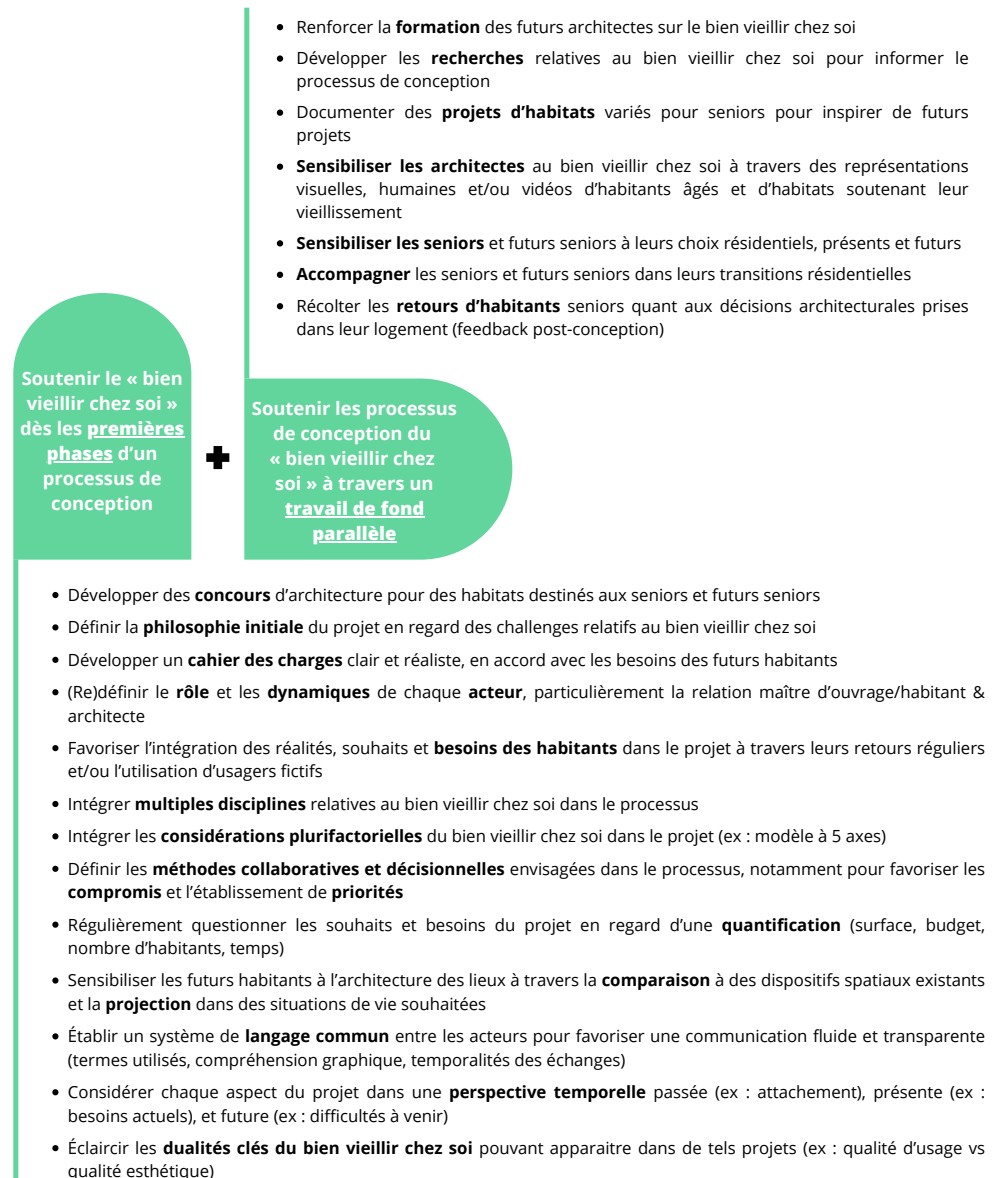 • Renforcer la formation des futurs architectes sur le bien vieillir chez soi
• Développer les recherches relatives au bien vieillir chez soi pour informer le
processus de conception
• Documenter des projets d’habitats variés pour seniors pour inspirer de futurs
projets
• Sensibiliser les architectes au bien vieillir chez soi à travers des représentations
visuelles, humaines et/ou vidéos d’habitants âgés et d’habitats soutenant leur
vieillissement
• Sensibiliser les seniors et futurs seniors à leurs choix résidentiels, présents et futurs
• Accompagner les seniors et futurs seniors dans leurs transitions résidentielles
• Récolter les retours d’habitants seniors quant aux décisions architecturales prises
dans leur logement (feedback post-conception)
Soutenir le « bien
vieillir chez soi »
dès les premières
phases d’un
processus de
conception
Soutenir les processus
de conception du
« bien vieillir chez
soi » à travers un
travail de fond
parallèle
• Développer des concours d’architecture pour des habitats destinés aux seniors et futurs seniors
• Définir la philosophie initiale du projet en regard des challenges relatifs au bien vieillir chez soi
• Développer un cahier des charges clair et réaliste, en accord avec les besoins des futurs habitants
• (Re)définir le rôle et les dynamiques de chaque acteur, particulièrement la relation maître d’ouvrage/habitant &
architecte
• Favoriser l’intégration des réalités, souhaits et besoins des habitants dans le projet à travers leurs retours réguliers
et/ou l’utilisation d’usagers fictifs
• Intégrer multiples disciplines relatives au bien vieillir chez soi dans le processus
• Intégrer les considérations plurifactorielles du bien vieillir chez soi dans le projet (ex : modèle à 5 axes)
• Définir les méthodes collaboratives et décisionnelles envisagées dans le processus, notamment pour favoriser les
compromis et l’établissement de priorités
• Régulièrement questionner les souhaits et besoins du projet en regard d’une quantification (surface, budget,
nombre d’habitants, temps)
• Sensibiliser les futurs habitants à l’architecture des lieux à travers la comparaison à des dispositifs spatiaux existants
et la projection dans des situations de vie souhaitées
• Établir un système de langage commun entre les acteurs pour favoriser une communication fluide et transparente
(termes utilisés, compréhension graphique, temporalités des échanges)
• Considérer chaque aspect du projet dans une perspective temporelle passée (ex : attachement), présente (ex :
besoins actuels), et future (ex : difficultés à venir)
• Éclaircir les dualités clés du bien vieillir chez soi pouvant apparaitre dans de tels projets (ex : qualité d’usage vs
qualité esthétique)